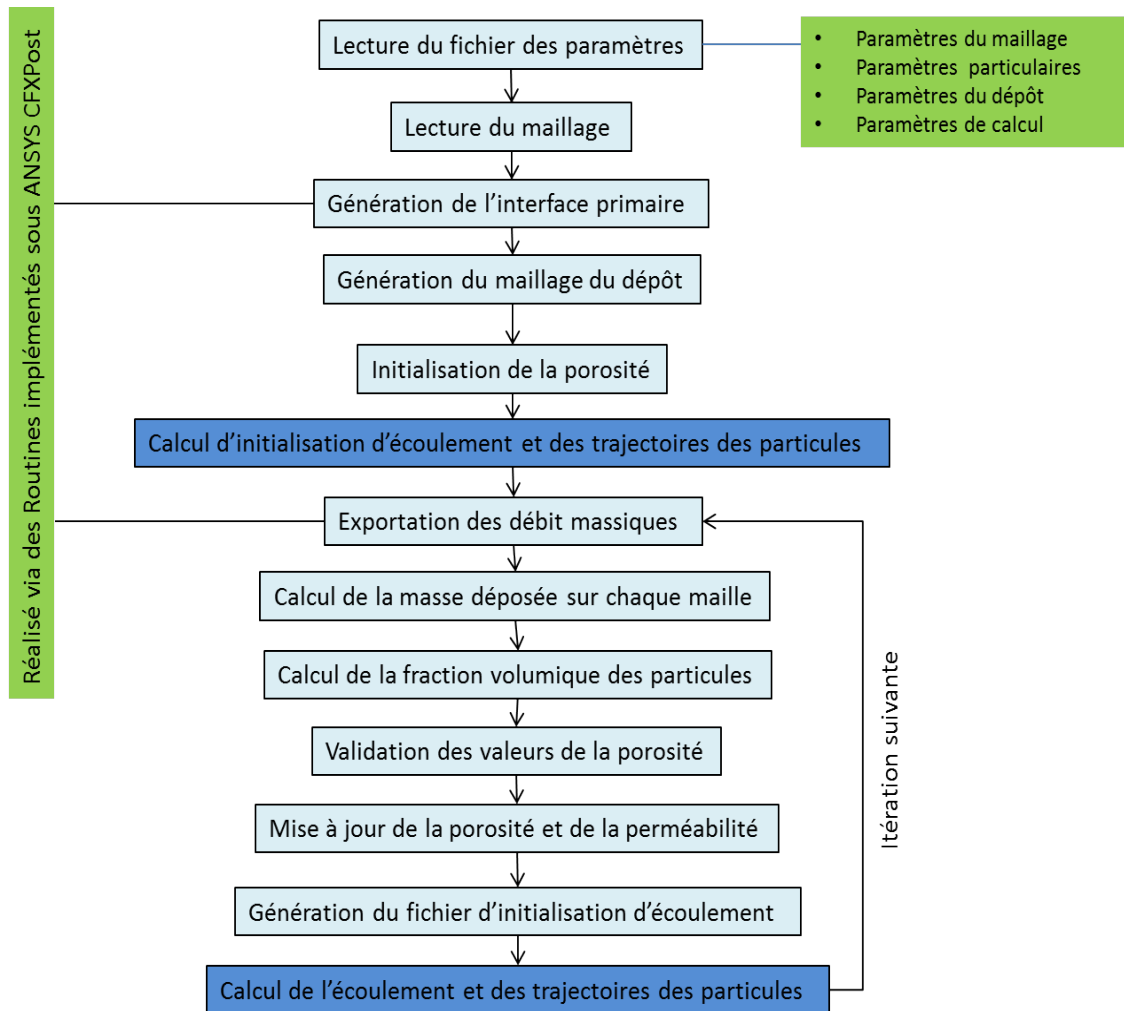 Lecture du fichier des paramètres
• Paramètres du maillage
• Paramètres particulaires
• Paramètres du dépôt
• Paramètres de calcul
Lecture du maillage
Génération de l'interface primaire
Génération du maillage du dépôt
Initialisation de la porosité
Calcul d'initialisation d'écoulement et des trajectoires des particules
Exportation des débit massiques
Calcul de la masse déposée sur chaque maille
Calcul de la fraction volumique des particules
Validation des valeurs de la porosité
Mise à jour de la porosité et de la perméabilité
Génération du fichier d'initialisation d'écoulement
Calcul de l'écoulement et des trajectoires des particules
Réalisé via des Routines implémentés sous ANSYS CFXPost
Itération suivante